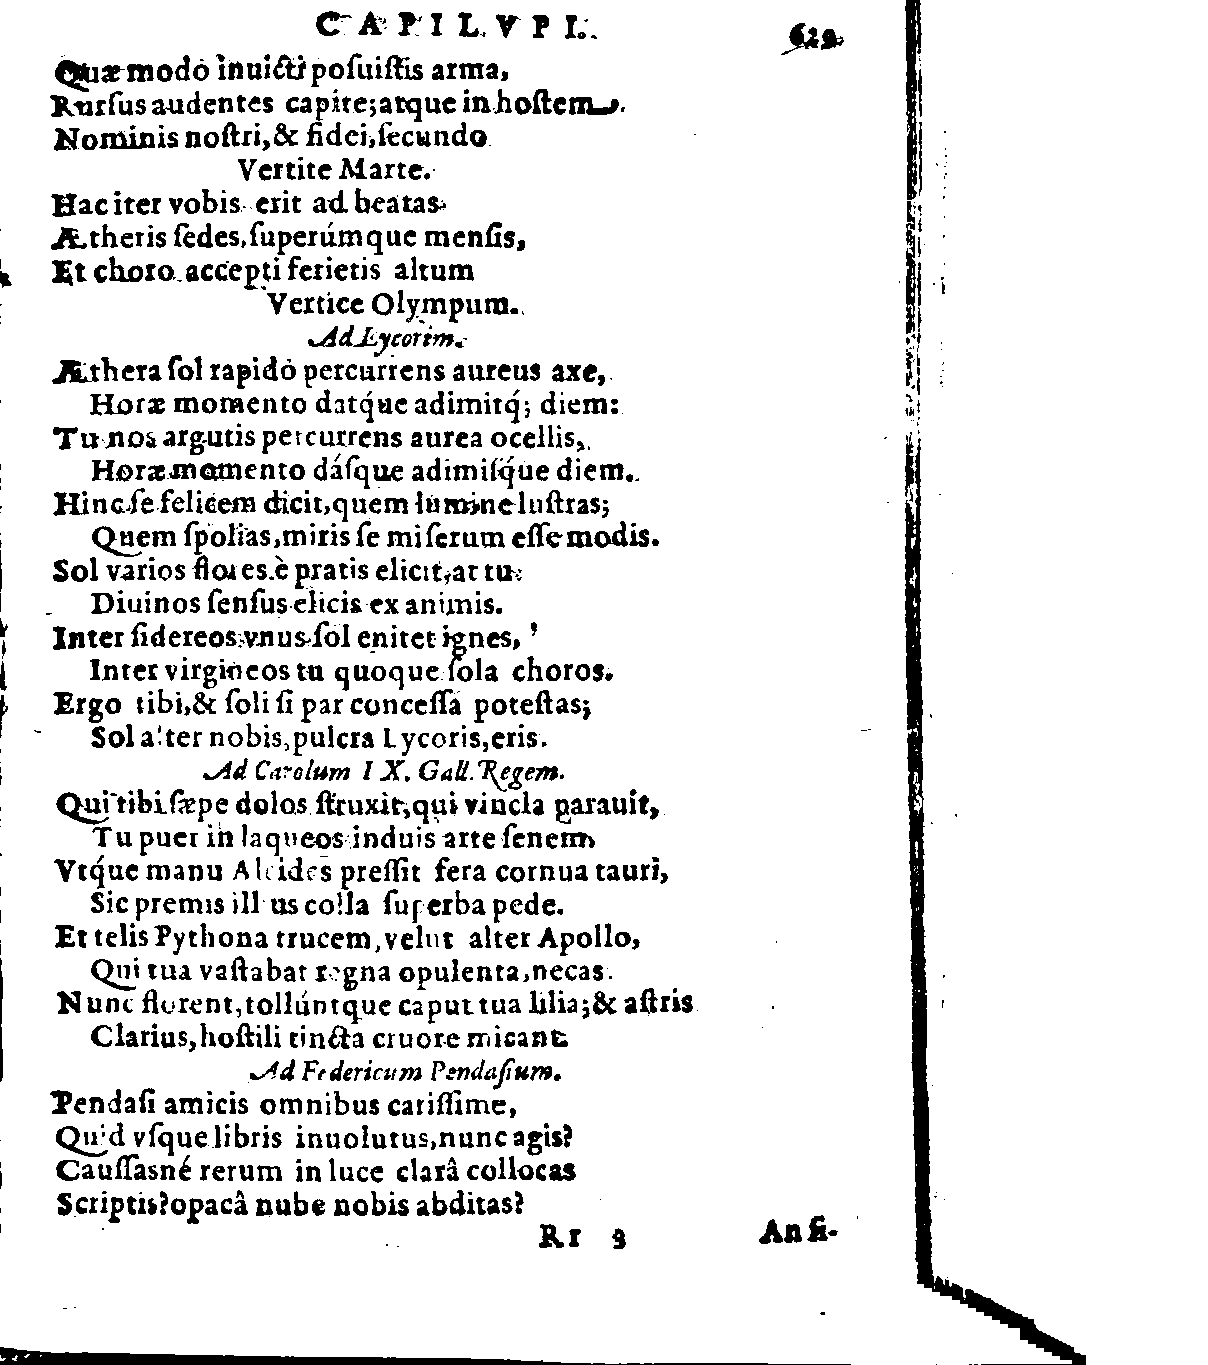 CAPILVPI. 629
Quæ modò inuicti posuistis arma,
Rursus audentes capite; atque in hostem
Nominis nostri, & fidei, secundo
Vertite Marte.
Hac iter vobis erit ad beatas
Ætheris sedes, superúmque mensis,
Et choro accepti ferietis altum
Vertice Olympum.
Ad Lycorim.
Æthera sol rapidò percurrens aureus axe,
Horæ momento datq́ue adimitq́; diem:
Tu nos argutis percurrens aurea ocellis,
Horæ momento dásque adimisq́ue diem.
Hinc se felicem dicit, quem lumine lustras;
Quem spolias, miris se miserum esse modis.
Sol varios flores è pratis elicit, at tu
Diuinos sensus elicis ex animis.
Inter sidereos vnus sol enitet ignes,
Inter virgineos tu quoque sola choros.
Ergo tibi, & soli si par concessa potestas;
Sol alter nobis, pulcra Lycoris, eris.
Ad Carolum IX. Gall. Regem.
Qui tibi sæpe dolos struxit, qui vincla parauit,
Tu puer in laqueos induis arte senem,
Vtq́ue manu Alcides pressit fera cornua tauri,
Sic premis illius colla superba pede.
Et telis Pythona trucem, velut alter Apollo,
Qui tua vastabat regna opulenta, necas.
Nunc florent, tollúntque caput tua lilia; & astris
Clarius, hostili tincta cruore micant.
Ad Federicum Pendasium.
Pendasi amicis omnibus carissime,
Quid vsque libris inuolutus, nunc agis?
Caussasné rerum in luce clarâ collocas
Scriptis? opacâ nube nobis abditas?
Rr 3 An si-